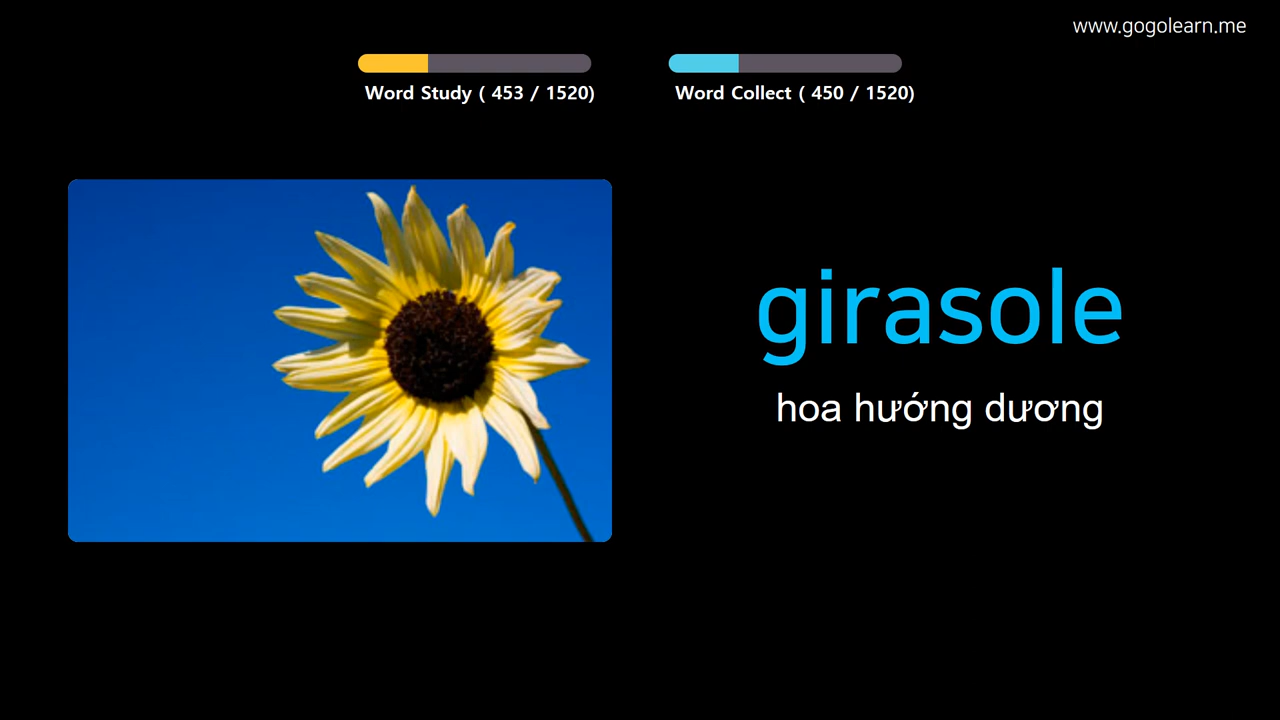 www.gogolearn.me
Word Study ( 453 / 1520)
Word Collect ( 450 / 1520)
girasole
hoa hướng dương